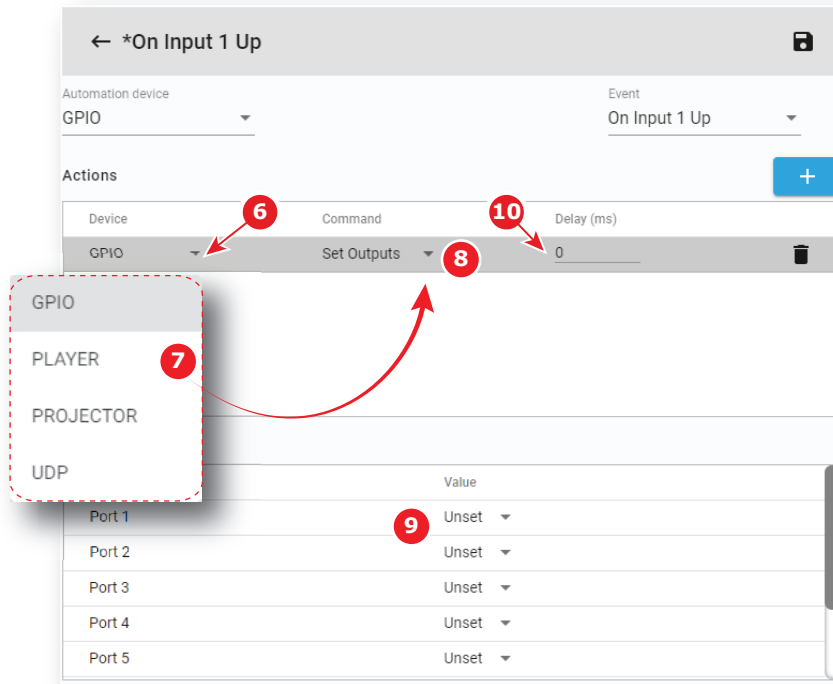 ← *On Input 1 Up
Automation device
Event
GPIO
On Input 1 Up
Actions
+
6
10
Device
Command
Delay (ms)
GPIO
Set Outputs
8
0
GPIO
PLAYER
7
PROJECTOR
UDP
Value
Port 1
9
Unset
Port 2
Unset
Port 3
Unset
Port 4
Unset
Port 5
Unset